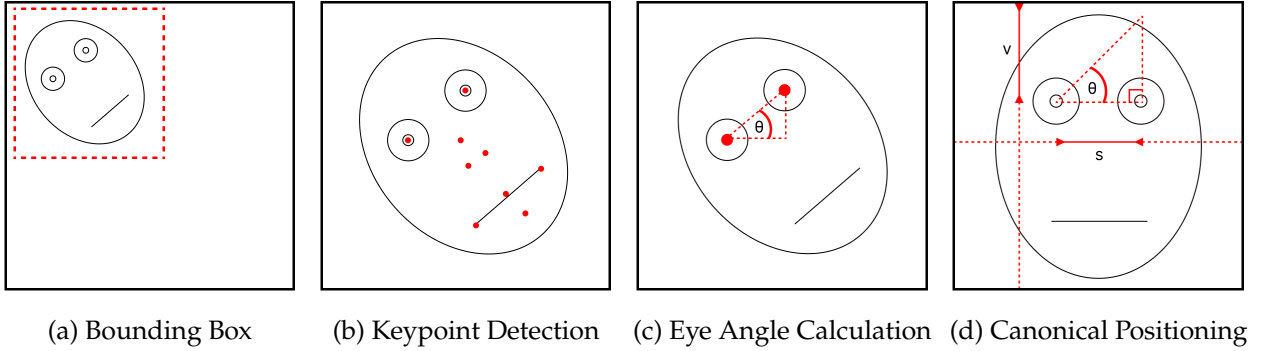 θ
v
θ
s
(a) Bounding Box
(b) Keypoint Detection
(c) Eye Angle Calculation
(d) Canonical Positioning